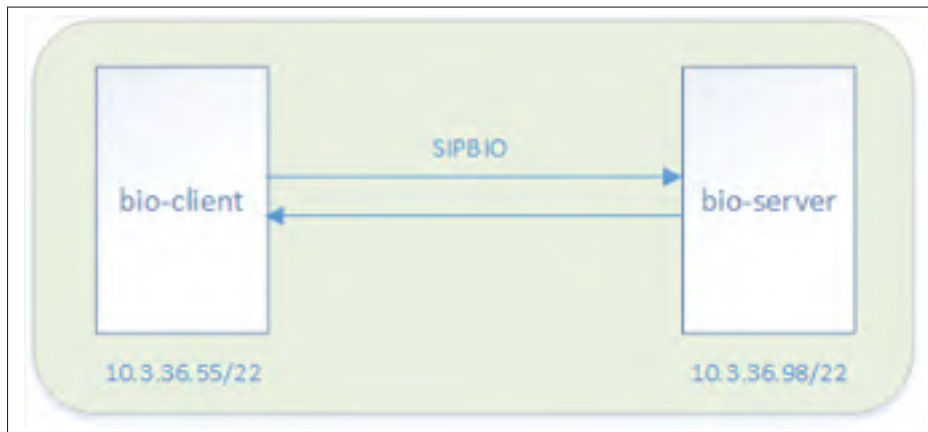 SIPBIO
bio-client
bio-server
10.3.36.55/22
10.3.36.98/22